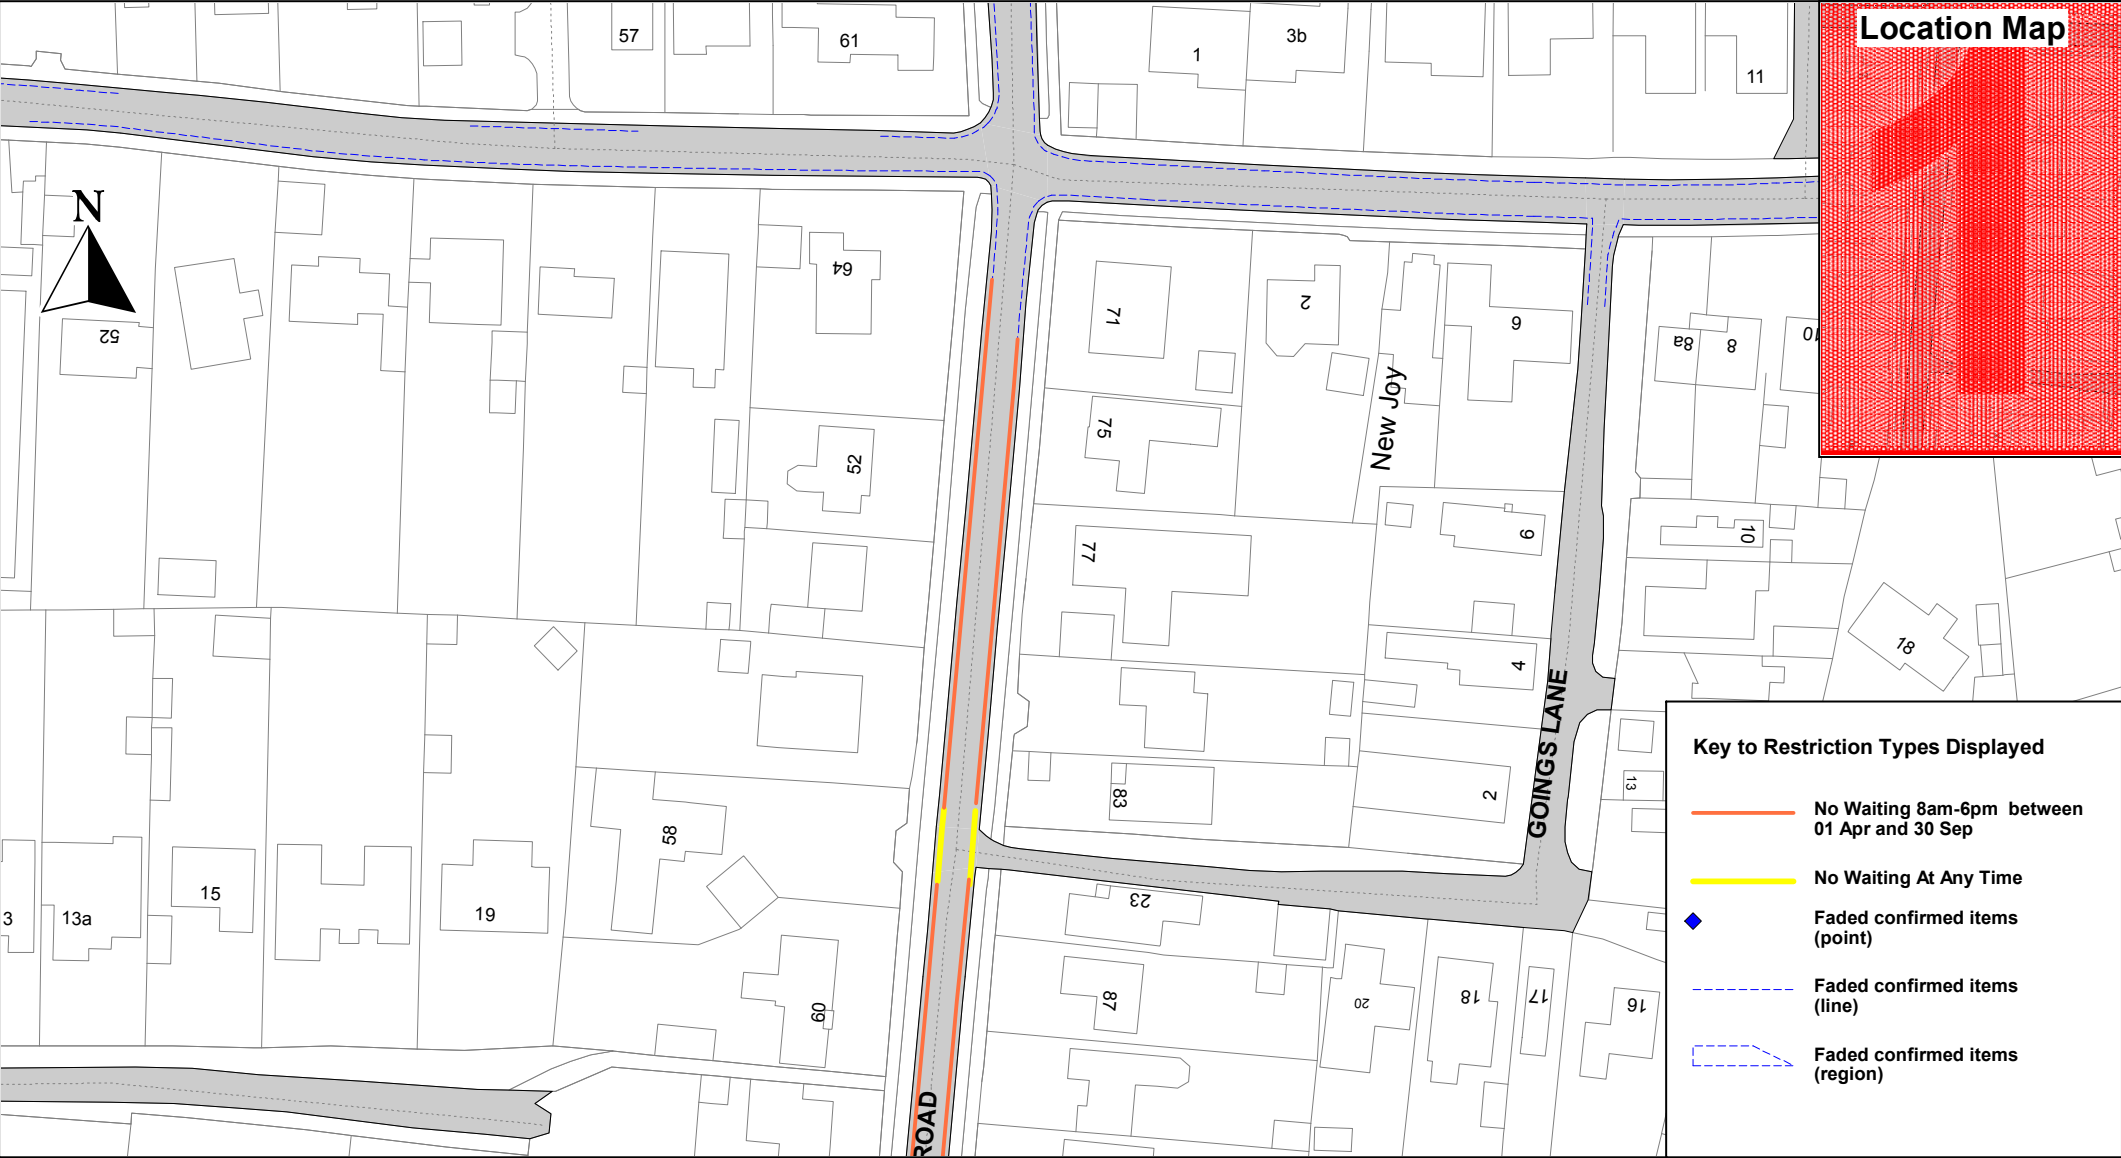 Location Map
57
61
1
3b
11
N
64
71
2
6
52
8a
8
10
75
New Joy
52
77
9
10
18
4
GOINGS LANE
83
2
13
58
3
13a
15
19
23
60
87
20
18
17
16
ROAD
Key to Restriction Types Displayed
No Waiting 8am-6pm between
01 Apr and 30 Sep
No Waiting At Any Time
Faded confirmed items
(point)
Faded confirmed items
(line)
Faded confirmed items
(region)
1